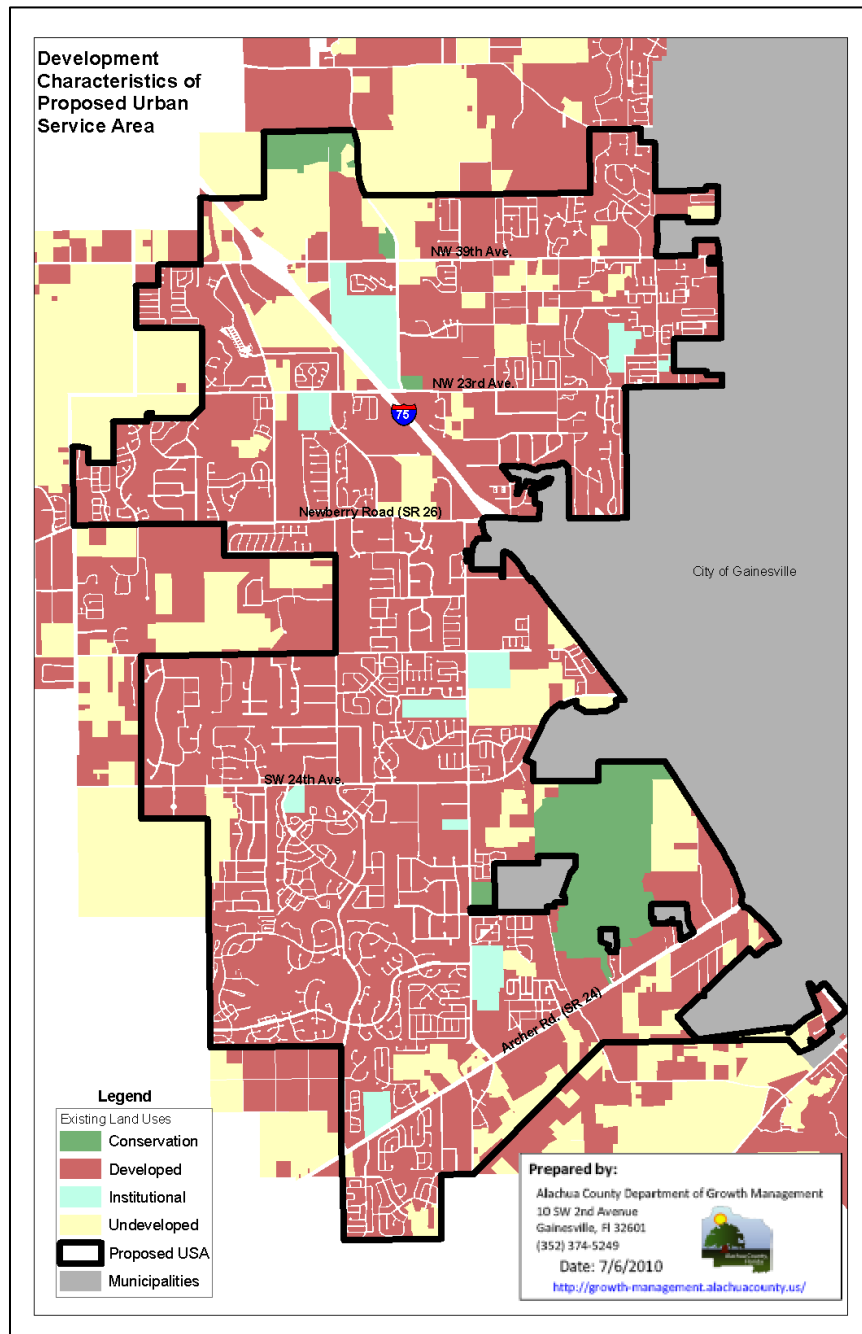 Development
Characteristics of
Proposed Urban
Service Area
NW 39th Ave.
NW 23rd Ave.
75
Newberry Road (SR 26)
City of Gainesville
SW 24th Ave.
Archer Rd. (SR 24)
Legend
Existing Land Uses
Conservation
Developed
Institutional
Undeveloped
Proposed USA
Municipalities
Prepared by:
Alachua County Department of Growth Management
10 SW 2nd Avenue
Gainesville, Fl 32601
(352) 374-5249
Date: 7/6/2010
http://growth-management.alachuacounty.us/
Alachua County
Florida